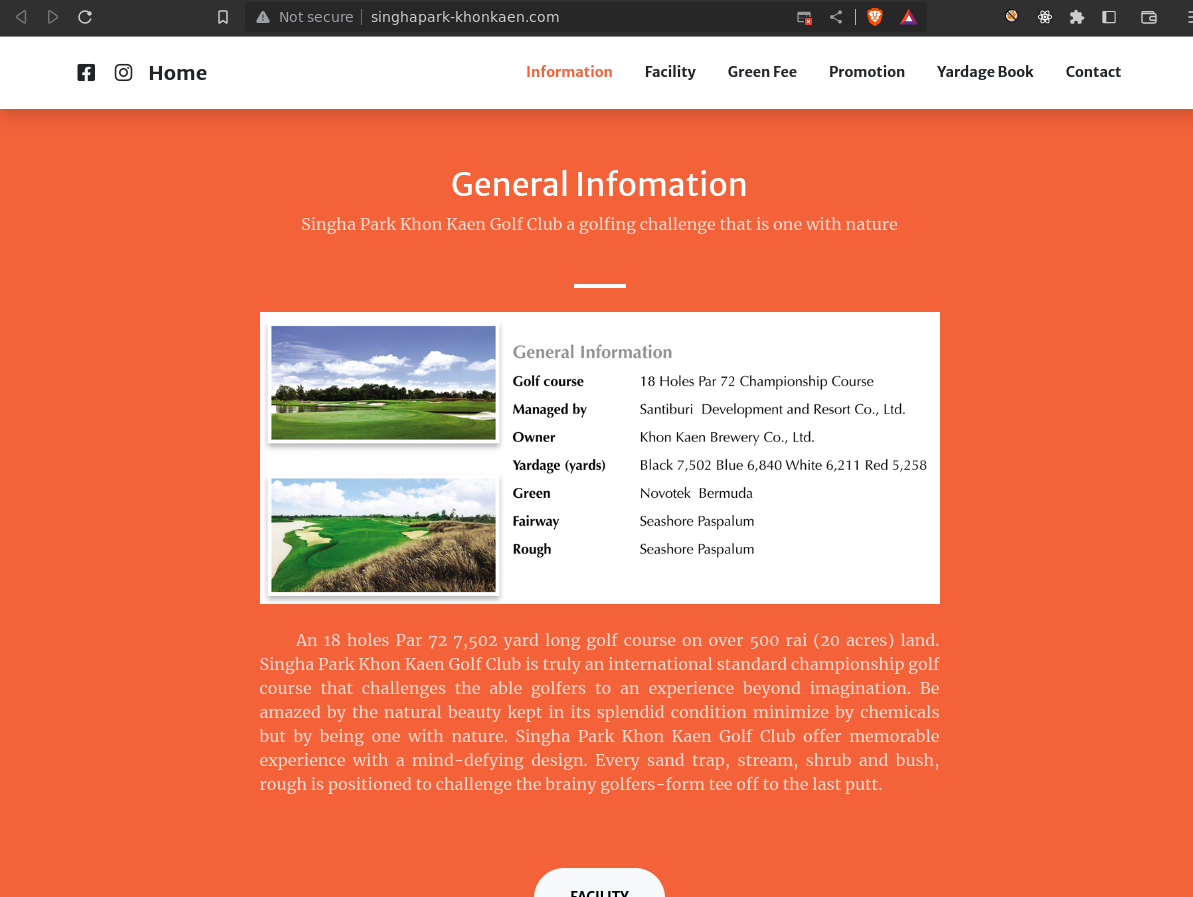 Not secure singhapark-khonkaen.com
Home Information Facility Green Fee Promotion Yardage Book Contact
General Infomation
Singha Park Khon Kaen Golf Club a golfing challenge that is one with nature
General Information
Golf course 18 Holes Par 72 Championship Course
Managed by Santiburi Development and Resort Co., Ltd.
Owner Khon Kaen Brewery Co., Ltd.
Yardage (yards) Black 7,502 Blue 6,840 White 6,211 Red 5,258
Green Novotek Bermuda
Fairway Seashore Paspalum
Rough Seashore Paspalum
An 18 holes Par 72 7,502 yard long golf course on over 500 rai (20 acres) land.
Singha Park Khon Kaen Golf Club is truly an international standard championship golf
course that challenges the able golfers to an experience beyond imagination. Be
amazed by the natural beauty kept in its splendid condition minimize by chemicals
but by being one with nature. Singha Park Khon Kaen Golf Club offer memorable
experience with a mind-defying design. Every sand trap, stream, shrub and bush,
rough is positioned to challenge the brainy golfers-form tee off to the last putt.
FACILITY